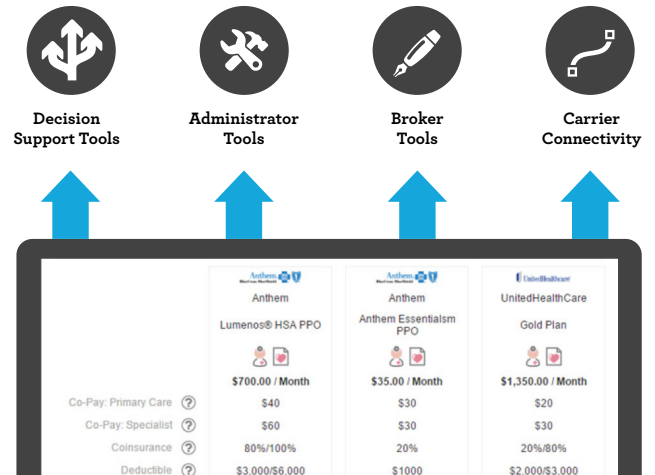 Decision
Support Tools
Administrator
Tools
Broker
Tools
Carrier
Connectivity
Anthem
Anthem
UnitedHealthcare
Anthem
Anthem
UnitedHealthCare
Lumenos® HSA PPO
Anthem Essentialsm
PPO
Gold Plan
$700.00 / Month
$35.00 / Month
$1,350.00 / Month
Co-Pay: Primary Care ? $40 $30 $20
Co-Pay: Specialist ? $60 $30 $30
Coinsurance ? 80%/100% 20% 20%/80%
Deductible ? $3,000/$6,000 $1000 $2,000/$3,000